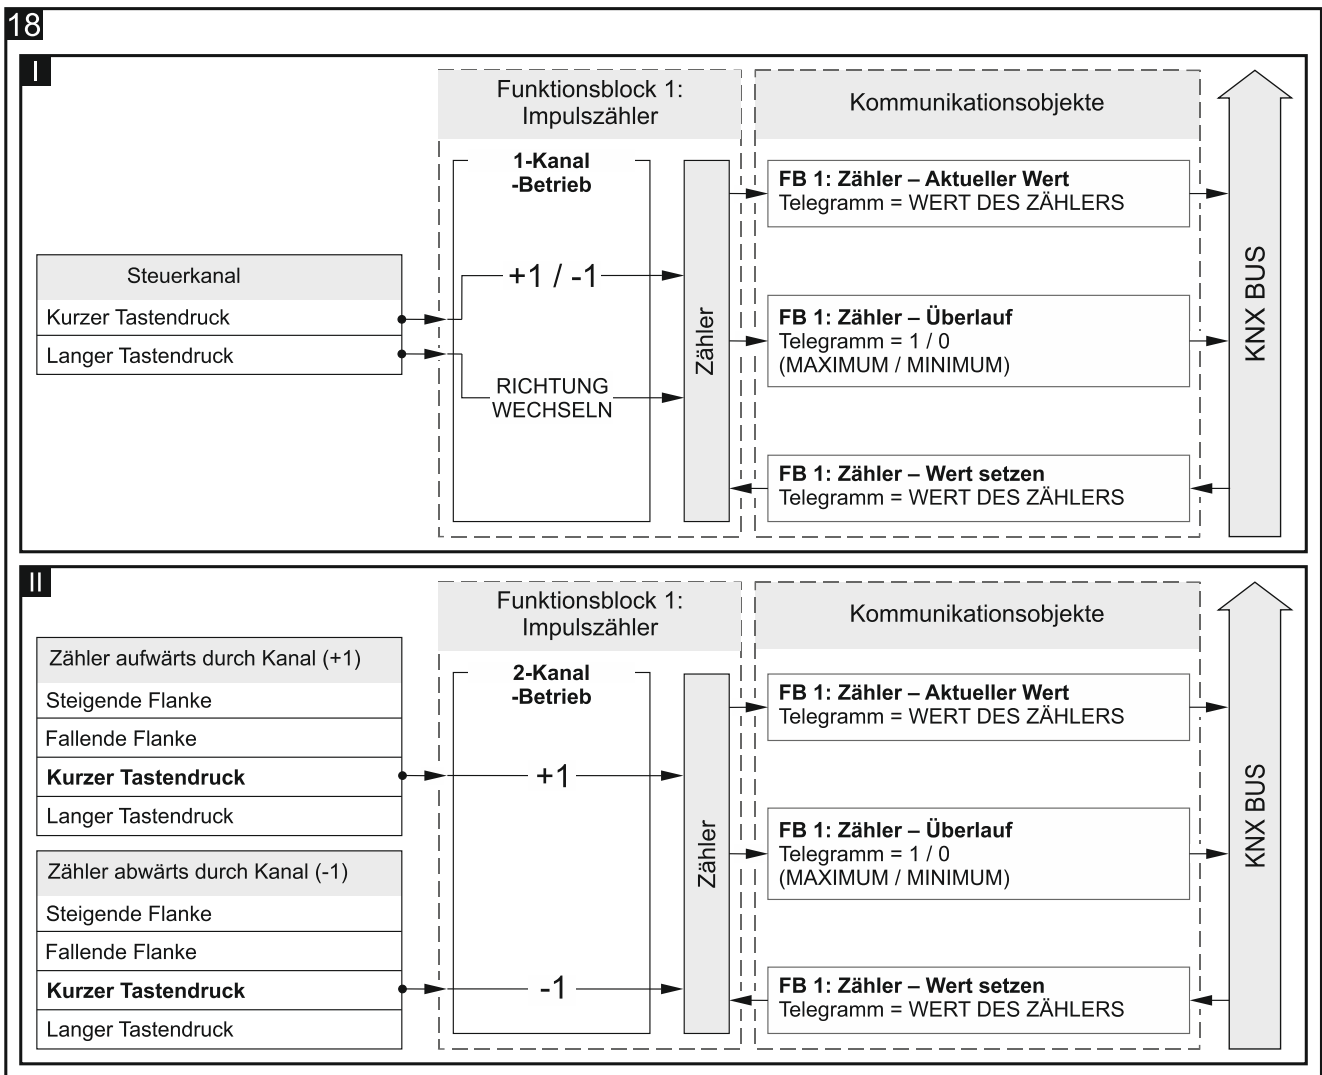 18
I
Funktionsblock 1:
Impulszähler
Kommunikationsobjekte
1-Kanal
-Betrieb
Steuerkanal
Kurzer Tastendruck
Langer Tastendruck
+1 / -1
RICHTUNG
WECHSELN
Zähler
FB 1: Zähler – Aktueller Wert
Telegramm = WERT DES ZÄHLERS
FB 1: Zähler – Überlauf
Telegramm = 1 / 0
(MAXIMUM / MINIMUM)
FB 1: Zähler – Wert setzen
Telegramm = WERT DES ZÄHLERS
KNX BUS
II
Funktionsblock 1:
Impulszähler
Kommunikationsobjekte
Zähler aufwärts durch Kanal (+1)
Steigende Flanke
Fallende Flanke
Kurzer Tastendruck
Langer Tastendruck
Zähler abwärts durch Kanal (-1)
Steigende Flanke
Fallende Flanke
Kurzer Tastendruck
Langer Tastendruck
2-Kanal
-Betrieb
+1
-1
Zähler
FB 1: Zähler – Aktueller Wert
Telegramm = WERT DES ZÄHLERS
FB 1: Zähler – Überlauf
Telegramm = 1 / 0
(MAXIMUM / MINIMUM)
FB 1: Zähler – Wert setzen
Telegramm = WERT DES ZÄHLERS
KNX BUS